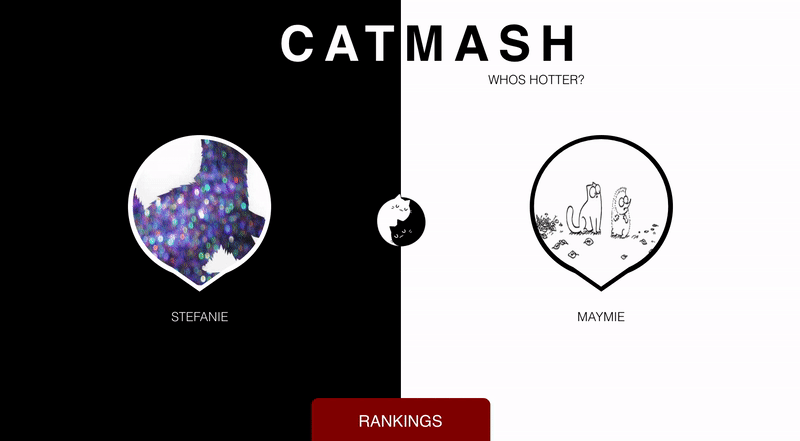 CATMASH
WHOS HOTTER?
STEFANIE
MAYMIE
RANKINGS